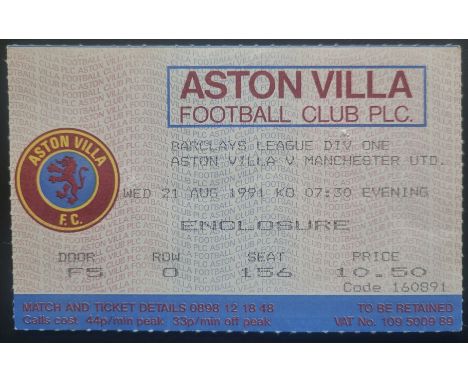 ASTON VILLA
FOOTBALL CLUB PLC.
ASTON VILLA
F.C.
BARCLAYS LEAGUE DIV ONE
ASTON VILLA V MANCHESTER UTD.
WED 21 AUG 1991 KO 07:30 EVENING
ENCLOSURE
DOOR ROW SEAT PRICE
F5 O 156 10.50
Code 160891
MATCH AND TICKET DETAILS 0898 12 18 48 TO BE RETAINED
Calls cost 44p/min peak 33p/min off peak VAT No. 109 5009 89